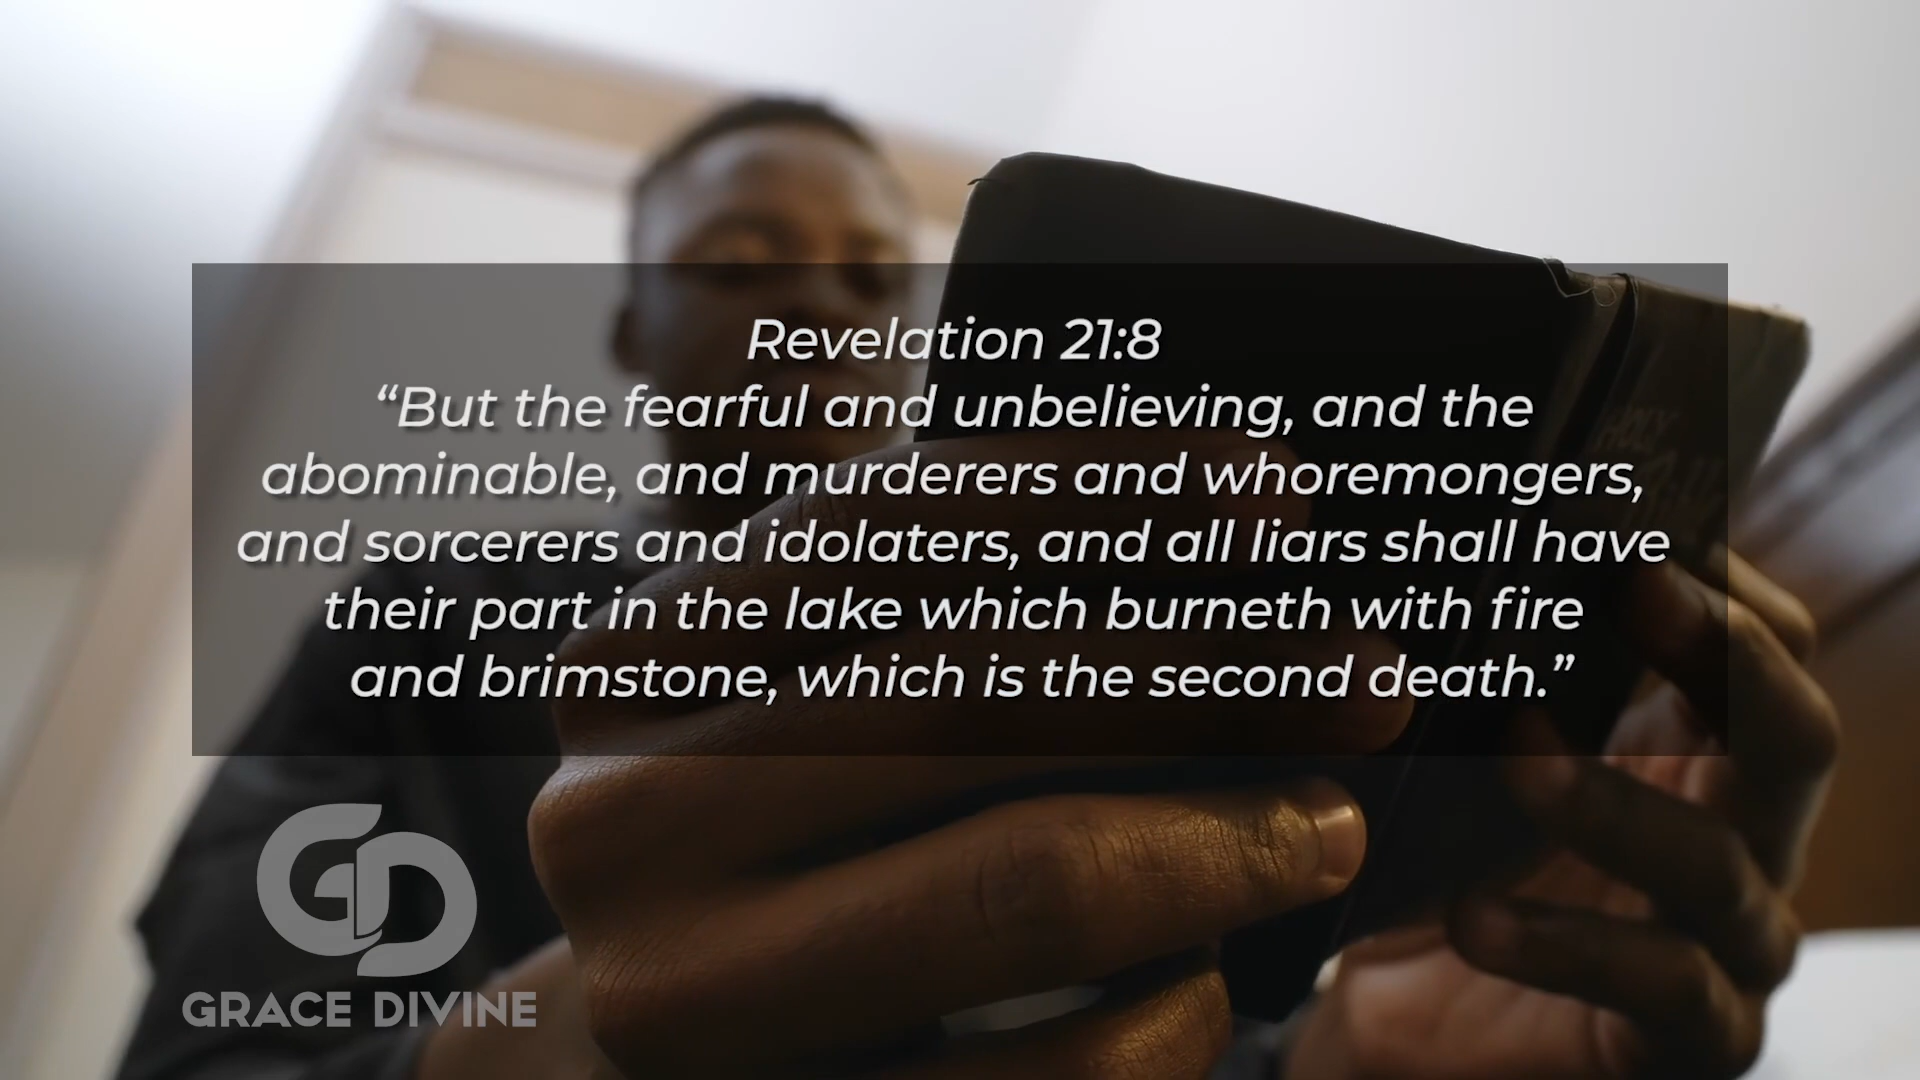 Revelation 21:8
“But the fearful and unbelieving, and the
abominable, and murderers and whoremongers,
and sorcerers and idolaters, and all liars shall have
their part in the lake which burneth with fire
and brimstone, which is the second death.”
HOLY
GD
GRACE DIVINE